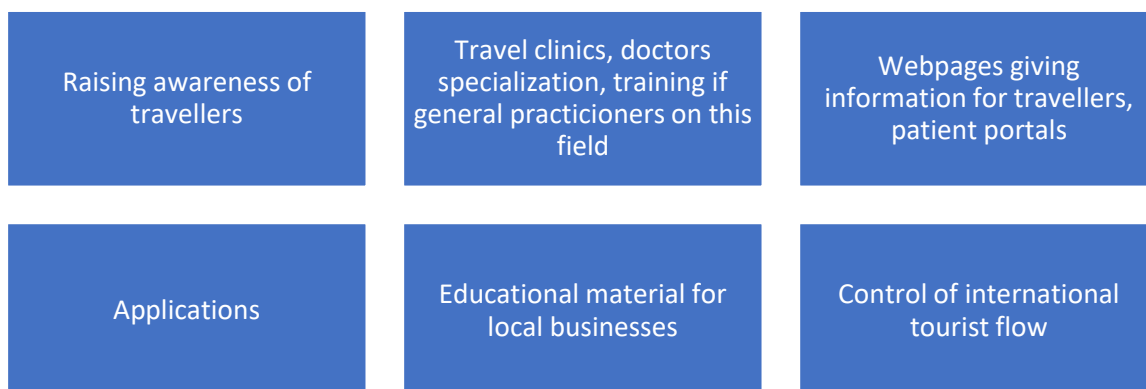 Raising awareness of
travellers
Travel clinics, doctors
specialization, training if
general practicioners on this
field
Webpages giving
information for travellers,
patient portals
Applications
Educational material for
local businesses
Control of international
tourist flow